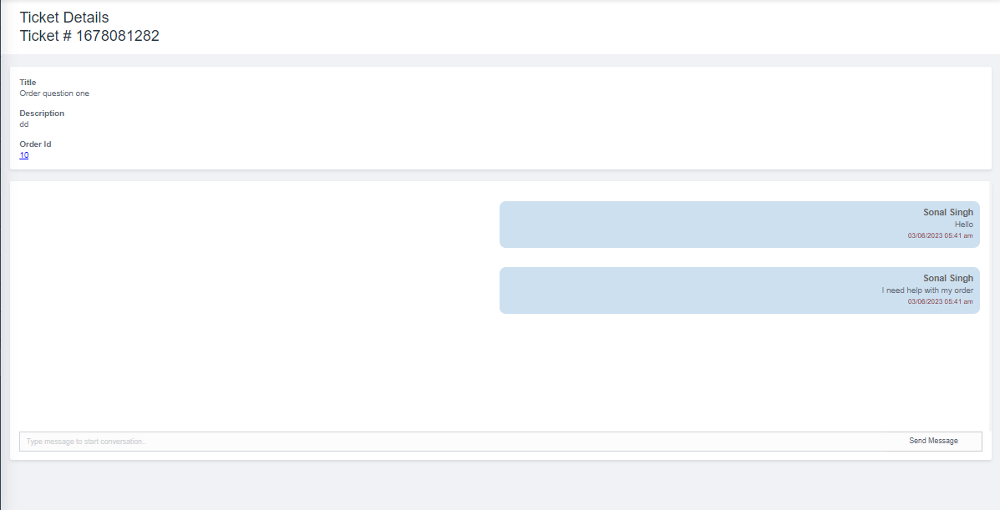 Ticket Details
Ticket # 1678081282
Title
Order question one
Description
dd
Order Id
10
Sonal Singh
Hello
03/06/2023 05:41 am
Sonal Singh
I need help with my order
03/06/2023 05:41 am
Type message to start conversation..
Send Message